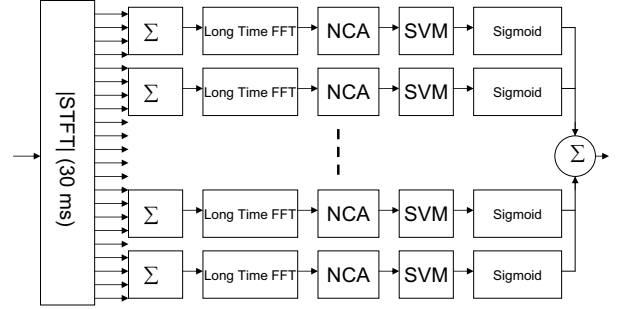 |STFT| (30 ms)
Σ Long Time FFT NCA SVM Sigmoid
Σ Long Time FFT NCA SVM Sigmoid
Σ
Σ Long Time FFT NCA SVM Sigmoid
Σ Long Time FFT NCA SVM Sigmoid